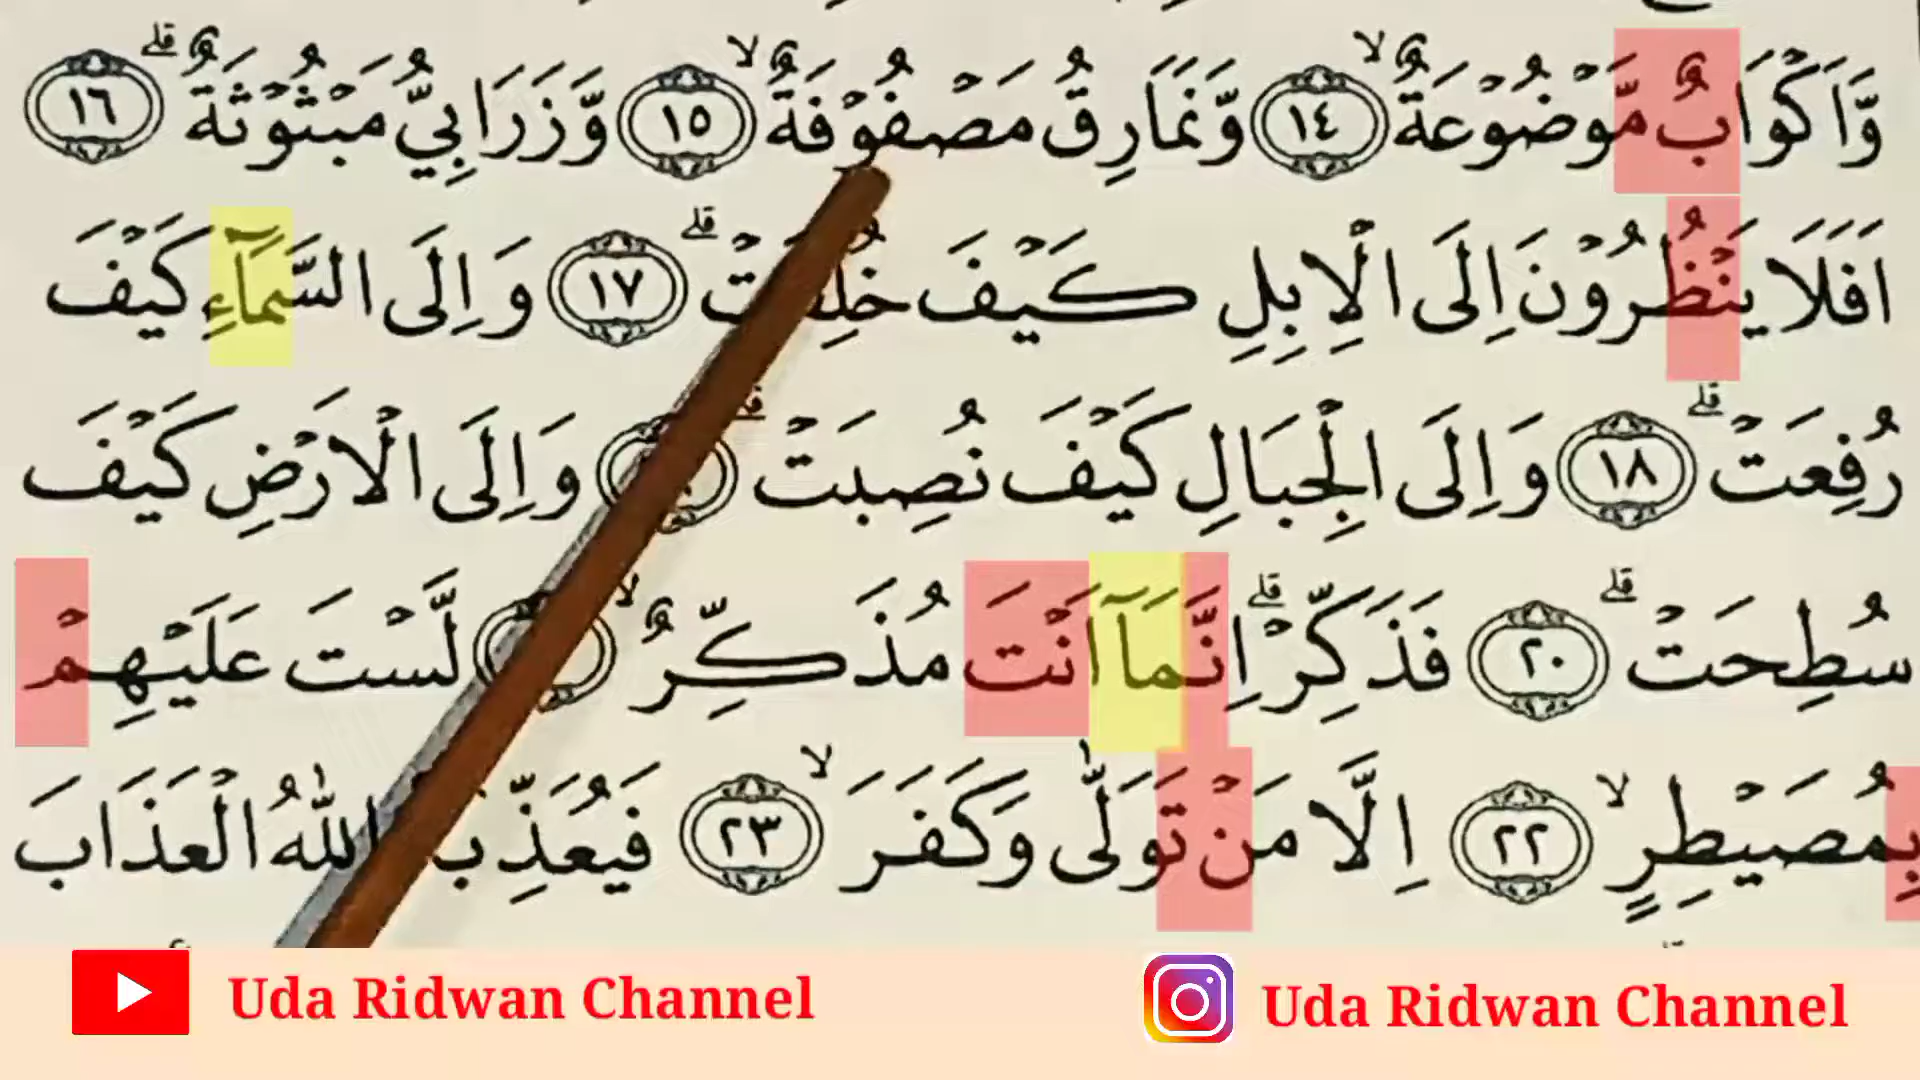 وَّاَكْوَابٌ مَّوْضُوْعَةٌ ۙ ١٤ وَّنَمَارِقُ مَصْفُوْفَةٌ ۙ ١٥ وَّزَرَابِيُّ مَبْثُوْثَةٌ ۗ ١٦
اَفَلَا يَنْظُرُوْنَ اِلَى الْاِبِلِ كَيْفَ خُلِقَتْ ۗ ١٧ وَاِلَى السَّمَاۤءِ كَيْفَ
رُفِعَتْ ۗ ١٨ وَاِلَى الْجِبَالِ كَيْفَ نُصِبَتْ ۗ وَاِلَى الْاَرْضِ كَيْفَ
سُطِحَتْ ۗ ٢٠ فَذَكِّرْ ۗ اِنَّمَآ اَنْتَ مُذَكِّرٌ ۙ لَّسْتَ عَلَيْهِمْ
بِمُصَيْطِرٍ ۙ ٢٢ اِلَّا مَنْ تَوَلّٰى وَكَفَرَ ۙ ٢٣ فَيُعَذِّبُهُ اللّٰهُ الْعَذَابَ
Uda Ridwan Channel
Uda Ridwan Channel